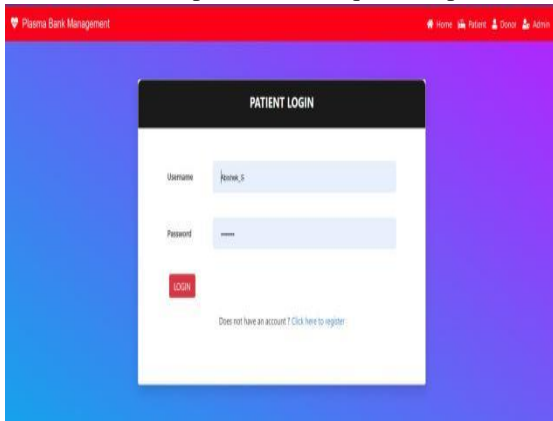 Plasma Bank Management
Home Patient Donor Admin
PATIENT LOGIN
Username
Password
LOGIN
Does not have an account ? Click here to register